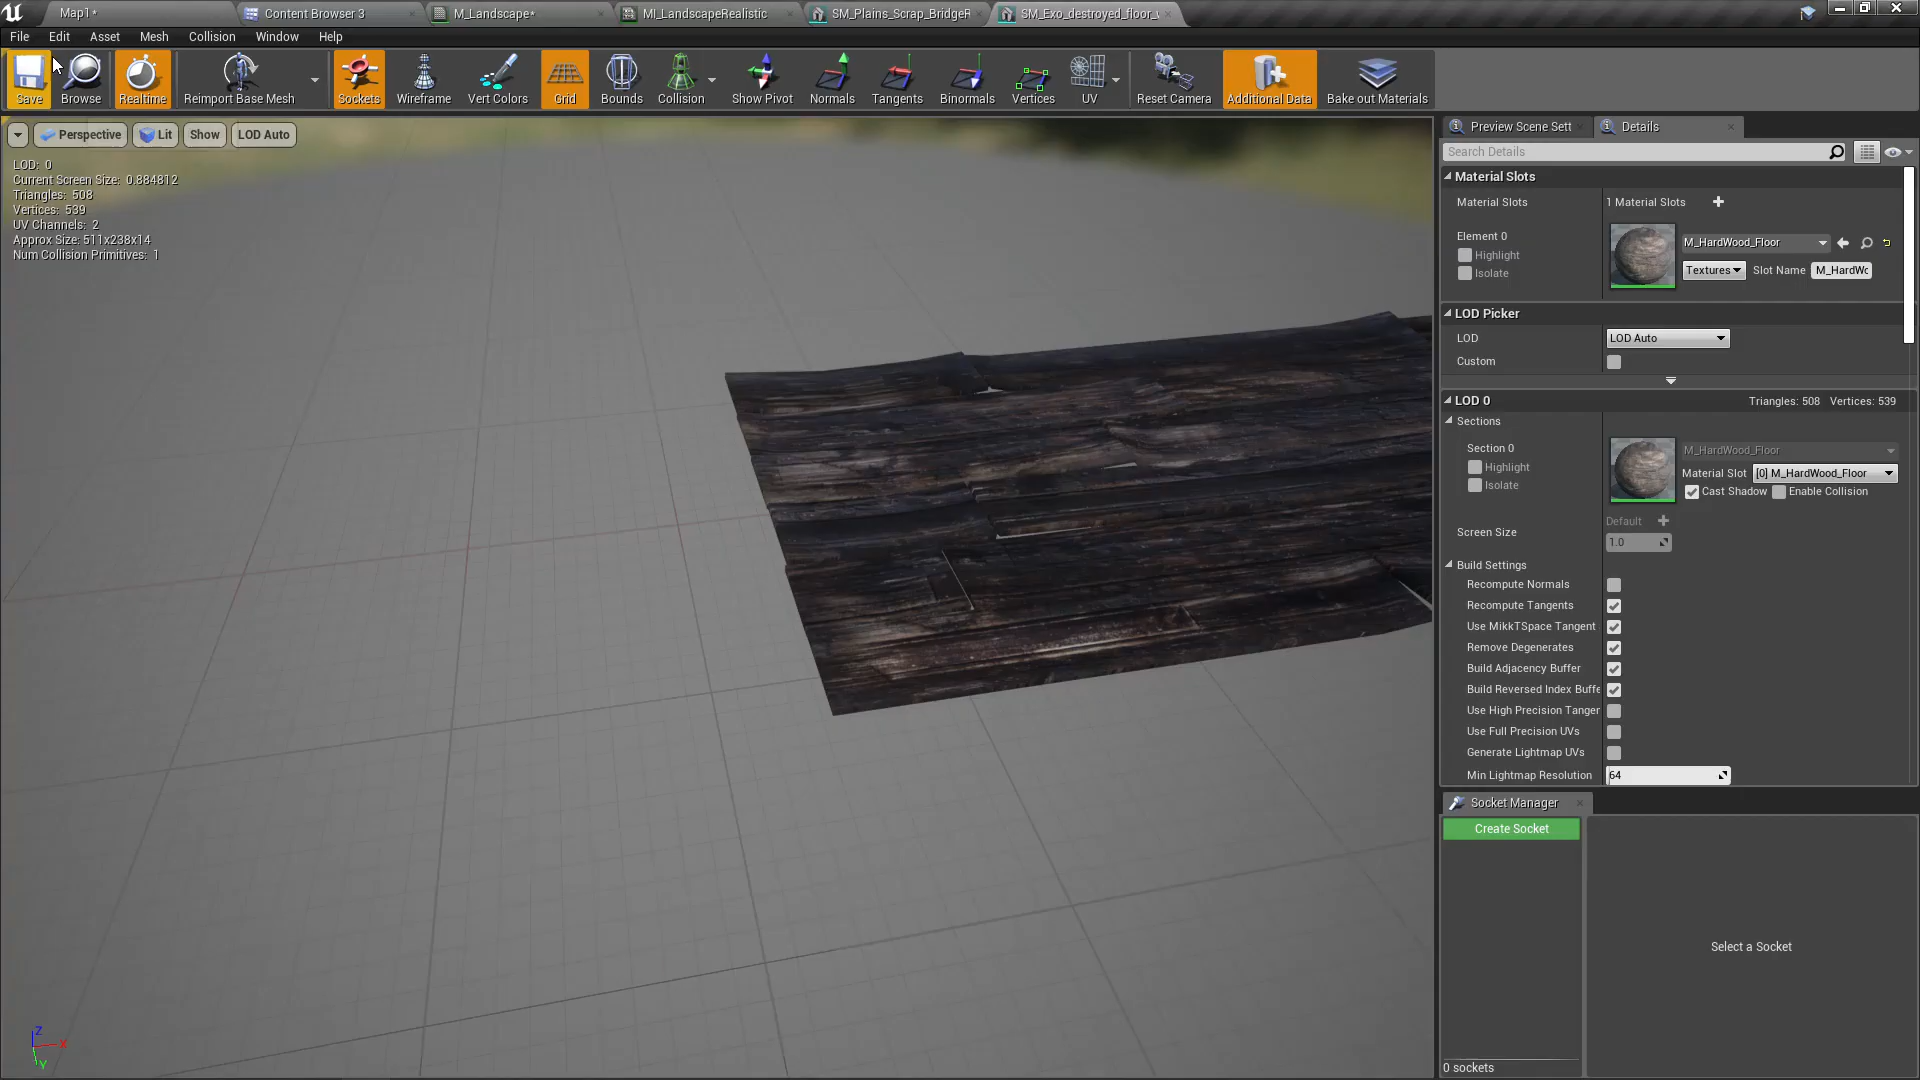 Map1*
Content Browser 3
M_Landscape*
MI_LandscapeRealistic
SM_Plains_Scrap_BridgeR
SM_Exo_destroyed_floor_
File Edit Asset Mesh Collision Window Help
Save
Browse
Realtime
Reimport Base Mesh
Sockets
Wireframe
Vert Colors
Grid
Bounds
Collision
Show Pivot
Normals
Tangents
Binormals
Vertices
UV
Reset Camera
Additional Data
Bake out Materials
Perspective
Lit
Show
LOD Auto
LOD: 0
Current Screen Size: 0.884812
Triangles: 508
Vertices: 539
UV Channels: 2
Approx Size: 511x238x14
Num Collision Primitives: 1
Z
X
Y
Preview Scene Sett
Details
Search Details
Material Slots
Material Slots
1 Material Slots
Element 0
Highlight
Isolate
M_HardWood_Floor
Textures
Slot Name
M_HardWc
LOD Picker
LOD
LOD Auto
Custom
LOD 0
Triangles: 508 Vertices: 539
Sections
Section 0
Highlight
Isolate
M_HardWood_Floor
Material Slot
[0] M_HardWood_Floor
Cast Shadow
Enable Collision
Screen Size
Default
1.0
Build Settings
Recompute Normals
Recompute Tangents
Use MikkTSpace Tangent
Remove Degenerates
Build Adjacency Buffer
Build Reversed Index Buffe
Use High Precision Tanger
Use Full Precision UVs
Generate Lightmap UVs
Min Lightmap Resolution
64
Socket Manager
Create Socket
Select a Socket
0 sockets